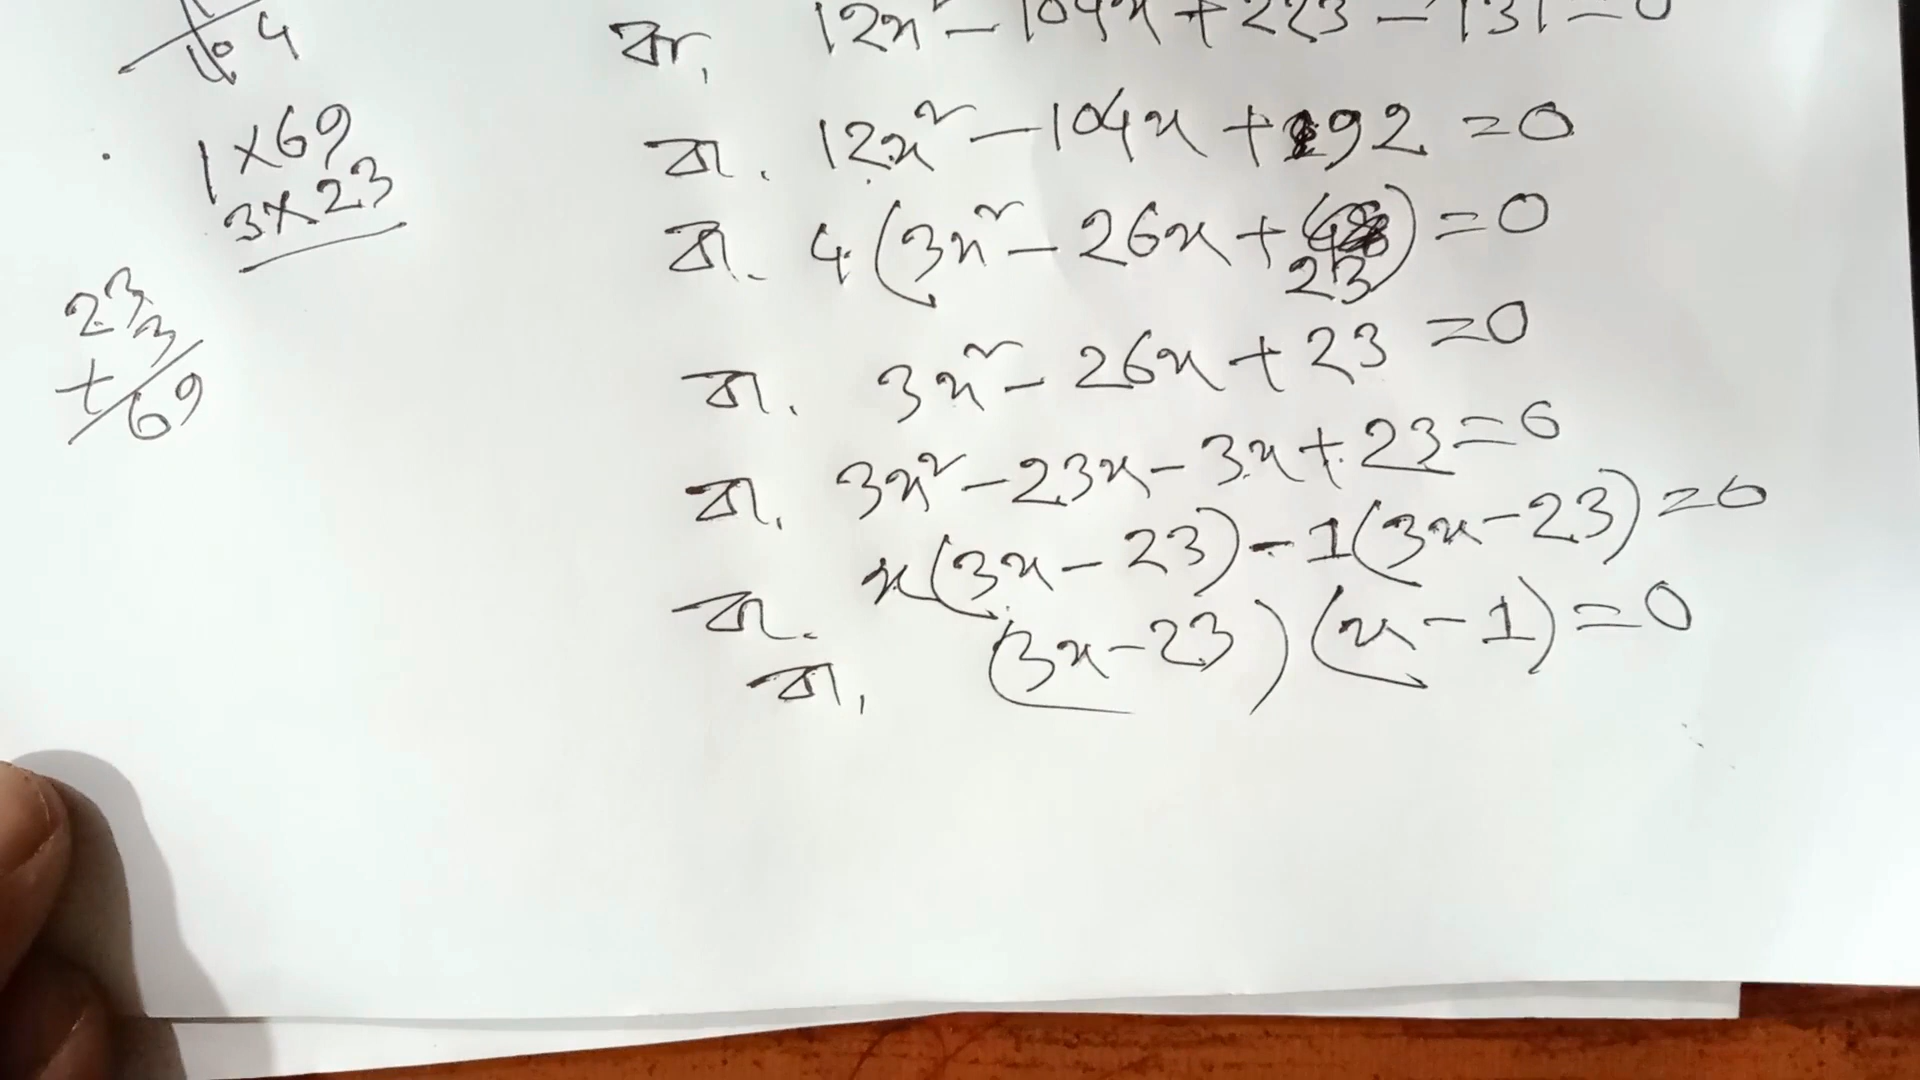 104
1×69
3×23
23
3
+69
বা, 12x² - 104x + 223 - 131 = 0
বা, 12x² - 104x + 192 = 0
বা, 4(3x² - 26x + 23) = 0
বা, 3x² - 26x + 23 = 0
বা, 3x² - 23x - 3x + 23 = 0
বা, x(3x - 23) - 1(3x - 23) = 0
বা, (3x - 23)(x - 1) = 0